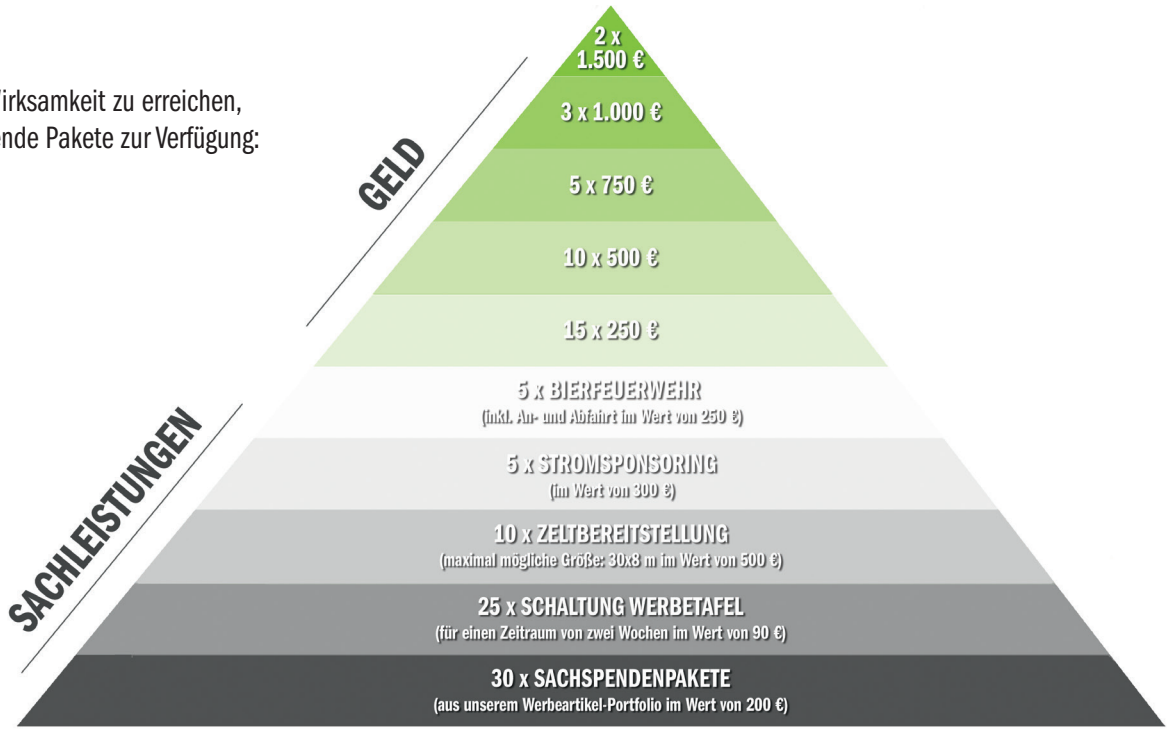 Wirksamkeit zu erreichen,
Pakete zur Verfügung:
GELD
2 x
1.500 €
3 x 1.000 €
5 x 750 €
10 x 500 €
15 x 250 €
SACHLEISTUNGEN
5 x BIERFEUERWEHR
(inkl. An- und Abfahrt im Wert von 250 €)
5 x STROMSPONSORING
(im Wert von 300 €)
10 x ZELTBEREITSTELLUNG
(maximal mögliche Größe: 30x8 m im Wert von 500 €)
25 x SCHALTUNG WERBETAFEL
(für einen Zeitraum von zwei Wochen im Wert von 90 €)
30 x SACHSPENDENPAKETE
(aus unserem Werbeartikel-Portfolio im Wert von 200 €)